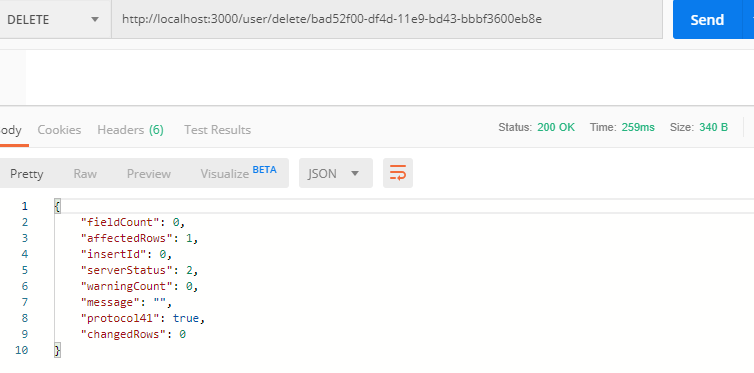 DELETE http://localhost:3000/user/delete/bad52f00-df4d-11e9-bd43-bbbf3600eb8e Send
ody Cookies Headers (6) Test Results Status: 200 OK Time: 259ms Size: 340 B
Pretty Raw Preview Visualize BETA JSON
1 {
2 "fieldCount": 0,
3 "affectedRows": 1,
4 "insertId": 0,
5 "serverStatus": 2,
6 "warningCount": 0,
7 "message": "",
8 "protocol41": true,
9 "changedRows": 0
10 }